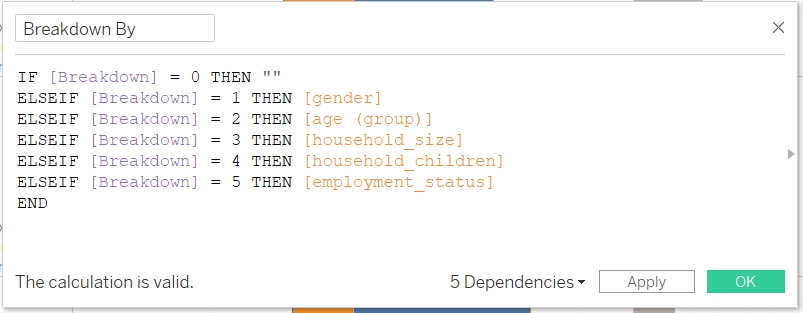 Breakdown By
IF [Breakdown] = 0 THEN ""
ELSEIF [Breakdown] = 1 THEN [gender]
ELSEIF [Breakdown] = 2 THEN [age (group)]
ELSEIF [Breakdown] = 3 THEN [household_size]
ELSEIF [Breakdown] = 4 THEN [household_children]
ELSEIF [Breakdown] = 5 THEN [employment_status]
END
The calculation is valid. 5 Dependencies Apply OK